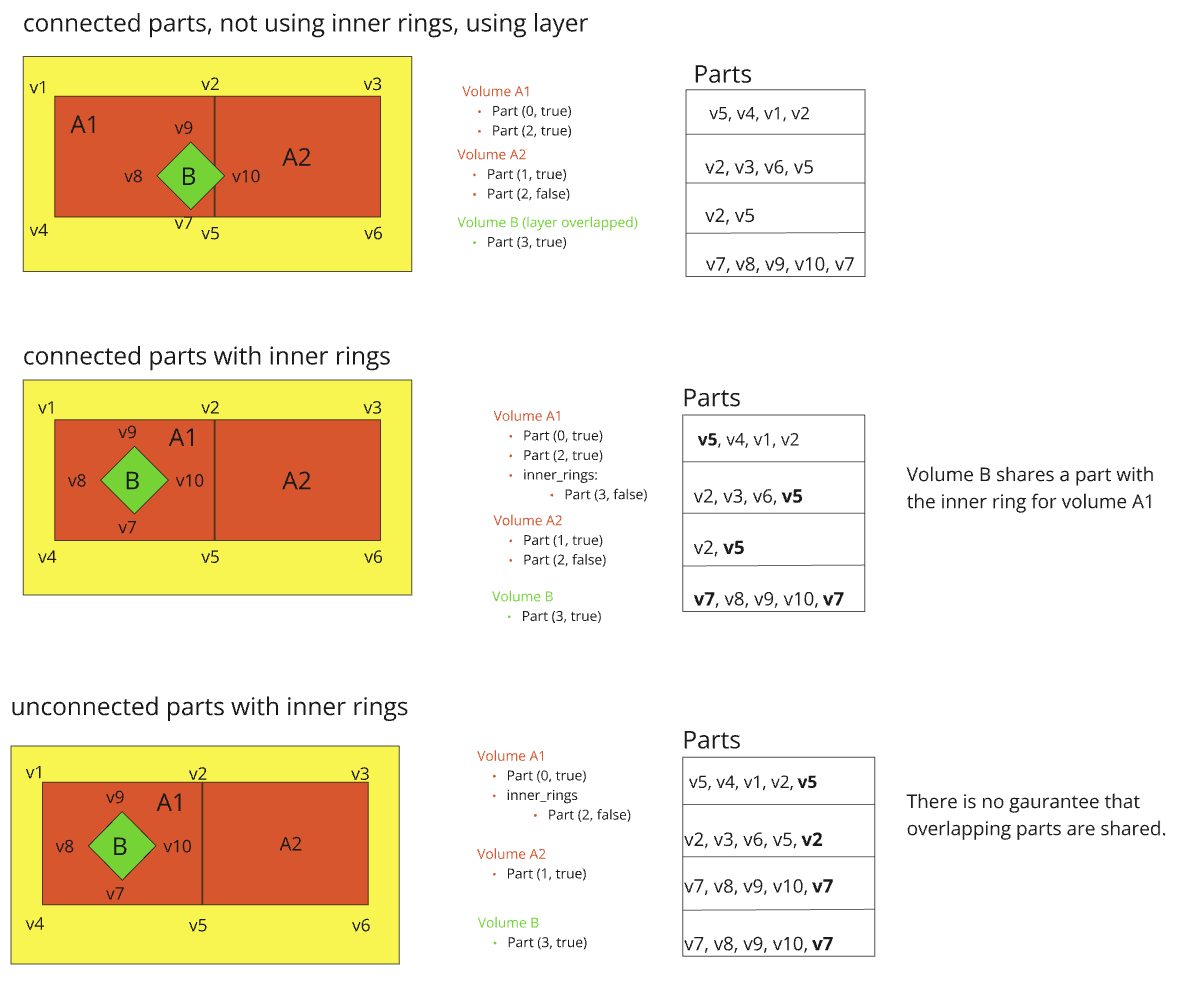 connected parts, not using inner rings, using layer
v1
v2
v3
A1
v9
A2
v8
B
v10
v7
v4
v5
v6
Volume A1
• Part (0, true)
• Part (2, true)
Volume A2
• Part (1, true)
• Part (2, false)
Volume B (layer overlapped)
• Part (3, true)
Parts
v5, v4, v1, v2
v2, v3, v6, v5
v2, v5
v7, v8, v9, v10, v7
connected parts with inner rings
v1
v2
v3
v9
A1
v8
B
v10
A2
v7
v4
v5
v6
Volume A1
• Part (0, true)
• Part (2, true)
• inner_rings:
• Part (3, false)
Volume A2
• Part (1, true)
• Part (2, false)
Volume B
• Part (3, true)
Parts
v5, v4, v1, v2
v2, v3, v6, v5
v2, v5
v7, v8, v9, v10, v7
Volume B shares a part with
the inner ring for volume A1
unconnected parts with inner rings
v1
v2
v3
v9
A1
v8
B
v10
A2
v7
v4
v5
v6
Volume A1
• Part (0, true)
• inner_rings
• Part (2, false)
Volume A2
• Part (1, true)
Volume B
• Part (3, true)
Parts
v5, v4, v1, v2, v5
v2, v3, v6, v5, v2
v7, v8, v9, v10, v7
v7, v8, v9, v10, v7
There is no gaurantee that
overlapping parts are shared.